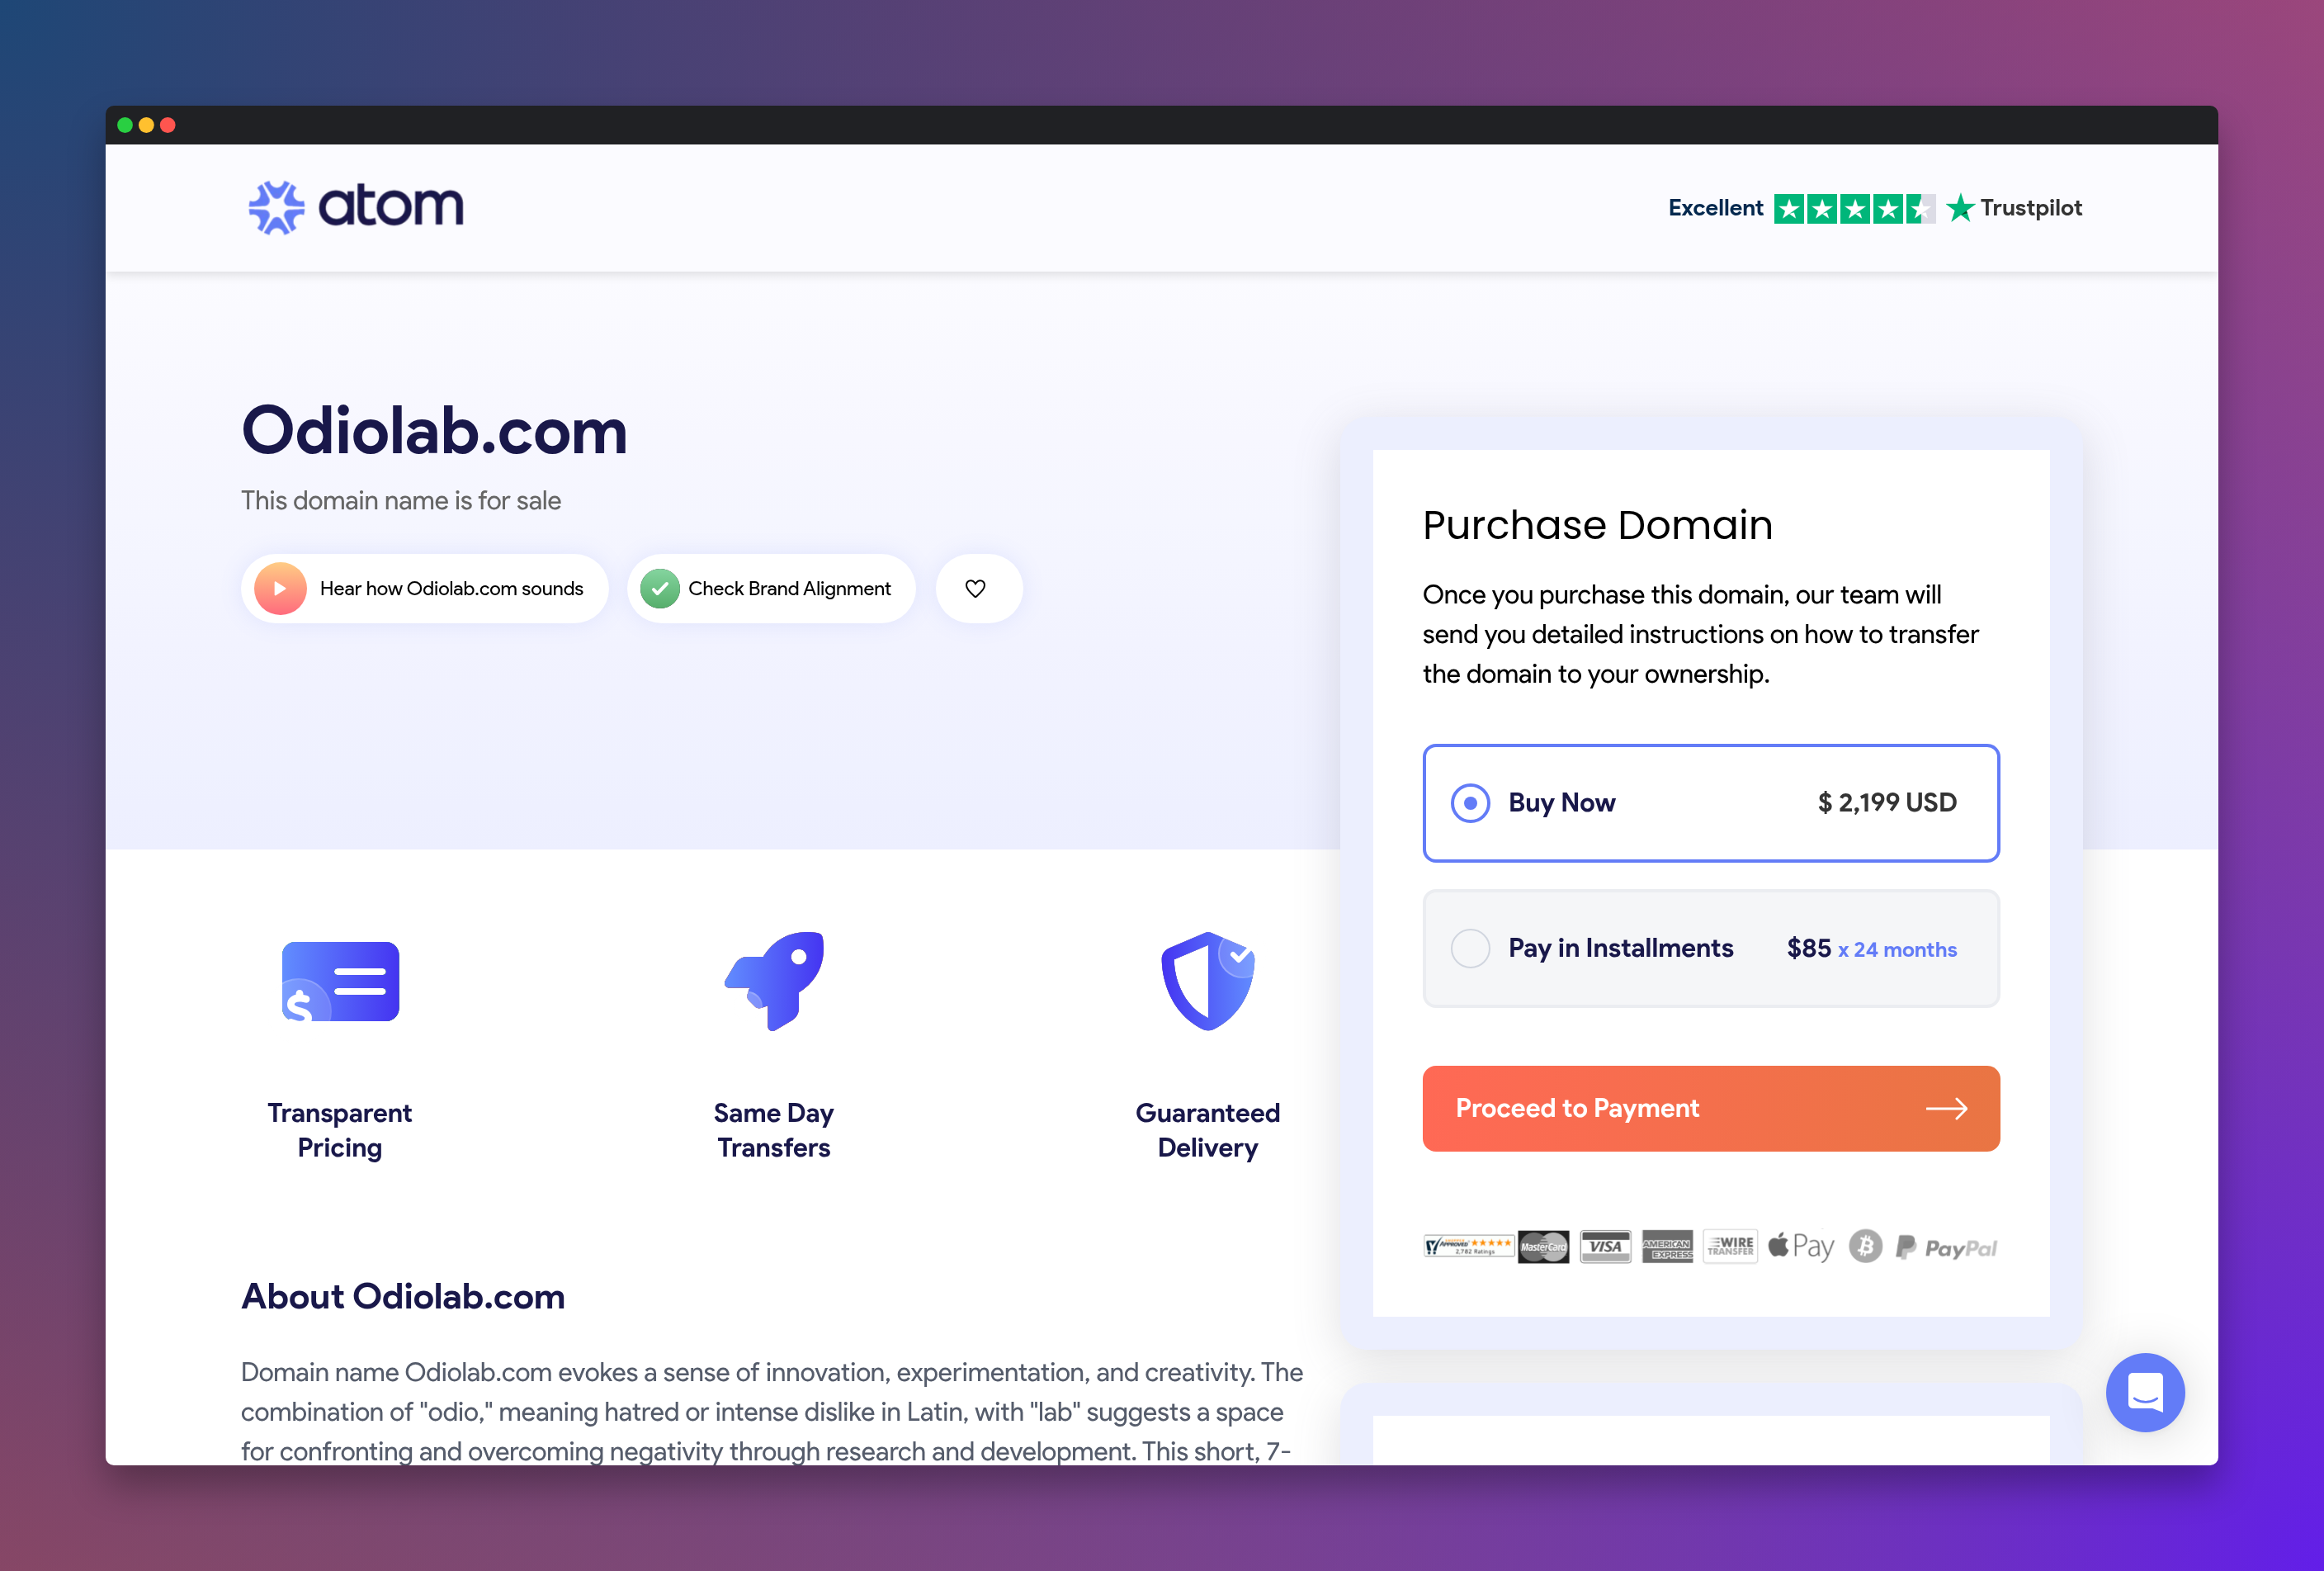 atom
Excellent
Trustpilot
Odiolab.com
This domain name is for sale
Hear how Odiolab.com sounds
Check Brand Alignment
Purchase Domain
Once you purchase this domain, our team will
send you detailed instructions on how to transfer
the domain to your ownership.
Buy Now
$ 2,199 USD
Pay in Installments
$85 x 24 months
Proceed to Payment
APPROVED
2,782 Ratings
MasterCard
VISA
AMERICAN
EXPRESS
WIRE
TRANSFER
Pay
PayPal
Transparent
Pricing
Same Day
Transfers
Guaranteed
Delivery
About Odiolab.com
Domain name Odiolab.com evokes a sense of innovation, experimentation, and creativity. The
combination of "odio," meaning hatred or intense dislike in Latin, with "lab" suggests a space
for confronting and overcoming negativity through research and development. This short, 7-